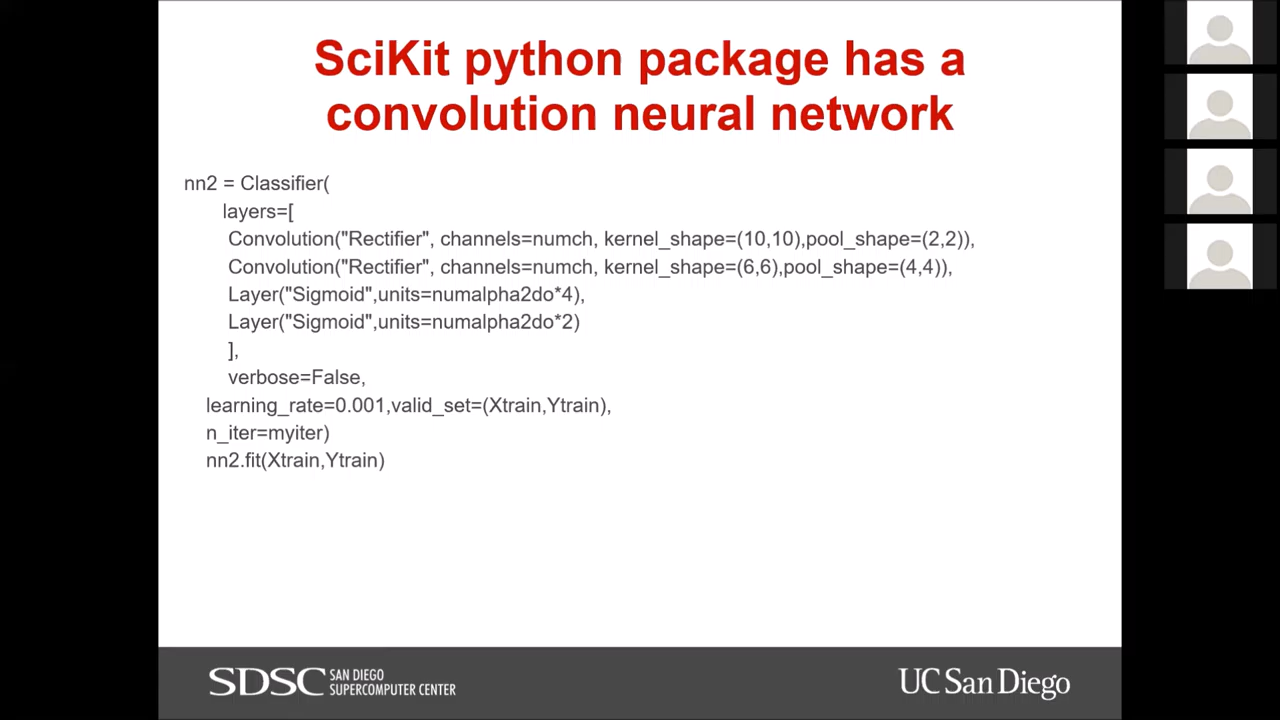 SciKit python package has a
convolution neural network
nn2 = Classifier(
layers=[
Convolution("Rectifier", channels=numch, kernel_shape=(10,10),pool_shape=(2,2)),
Convolution("Rectifier", channels=numch, kernel_shape=(6,6),pool_shape=(4,4)),
Layer("Sigmoid",units=numalpha2do*4),
Layer("Sigmoid",units=numalpha2do*2)
],
verbose=False,
learning_rate=0.001,valid_set=(Xtrain,Ytrain),
n_iter=myiter)
nn2.fit(Xtrain,Ytrain)
SDSC SAN DIEGO
SUPERCOMPUTER CENTER
UC San Diego